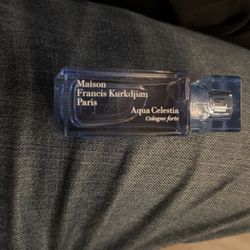 Maison
Francis Kurkdjian
Paris
Aqua Celestia
Cologne forte